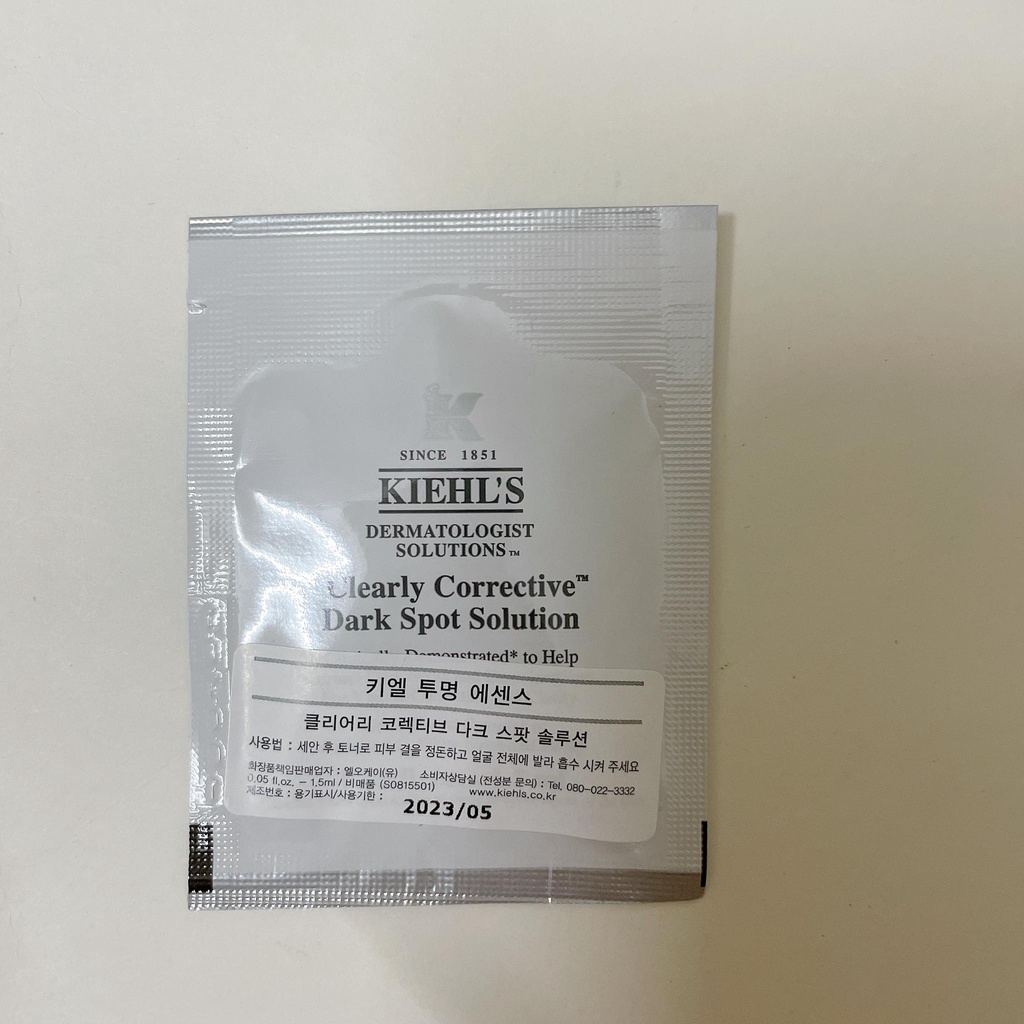 SINCE 1851
KIEHL'S
DERMATOLOGIST
SOLUTIONS™
Clearly Corrective™
Dark Spot Solution
Demonstrated* to Help
키엘 투명 에센스
클리어리 코렉티브 다크 스팟 솔루션
사용법 : 세안 후 토너로 피부 결을 정돈하고 얼굴 전체에 발라 흡수 시켜 주세요
화장품책임판매업자 : 엘오케이(유) 소비자상담실 (전성분 문의) : Tel. 080-022-3332
0.05 fl.oz. - 1.5ml / 비매품 (S0815501) www.kiehls.co.kr
제조번호 : 용기표시/사용기한 : 2023/05